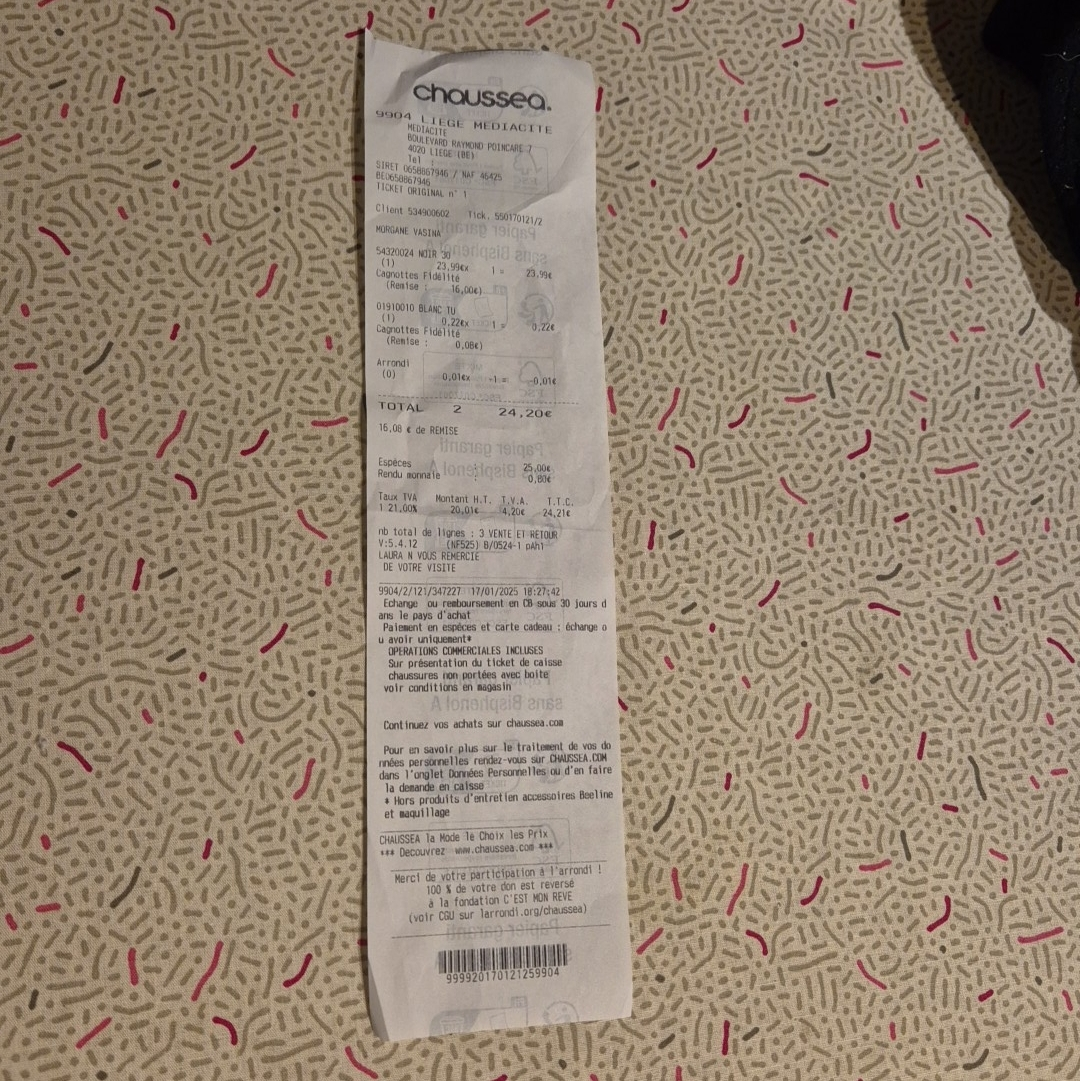 chaussea.
9904 LIEGE MEDIACITE
MEDIACITE
BOULEVARD RAYMOND POINCARE 7
4020 LIEGE (BE)
Tel :
SIRET 0658867946 / NAF 4642S
BE0658867946
TICKET ORIGINAL n° 1
Client 534900602 Tick. 550170121/2
MORGANE VASINA
54320024 NOIR 30
(1) 23,99€x 1 = 23,99€
Cagnottes Fidélité
(Remise : 16,00€)
01910010 BLANC TU
(1) 0,22€x 1 = 0,22€
Cagnottes Fidélité
(Remise : 0,08€)
Arrondi
(0) 0,01€x -1 = -0,01€
TOTAL 2 24,20€
16,08 € de REMISE
Espèces : 25,00€
Rendu monnaie : 0,80€
Taux TVA Montant H.T. T.V.A. T.T.C.
1 21,00% 20,01€ 4,20€ 24,21€
nb total de lignes : 3 VENTE ET RETOUR
V:5.4.12 (NF525) B/0524-1 pAh1
LAURA N VOUS REMERCIE
DE VOTRE VISITE
9904/2/121/347227 17/01/2025 18:27:42
Echange ou remboursement en CB sous 30 jours d
ans le pays d'achat
Paiement en espèces et carte cadeau : échange o
u avoir uniquement*
OPERATIONS COMMERCIALES INCLUSES
Sur présentation du ticket de caisse
chaussures non portées avec boite
voir conditions en magasin
Continuez vos achats sur chaussea.com
Pour en savoir plus sur le traitement de vos do
nnées personnelles rendez-vous sur CHAUSSEA.COM
dans l'onglet Données Personnelles ou d'en faire
la demande en caisse
* Hors produits d'entretien accessoires Beeline
et maquillage
CHAUSSEA la Mode le Choix les Prix
*** Decouvrez www.chaussea.com ***
Merci de votre participation à l'arrondi !
100 % de votre don est reversé
à la fondation C'EST MON REVE
(voir CGU sur larrondi.org/chaussea)
999920170121259904